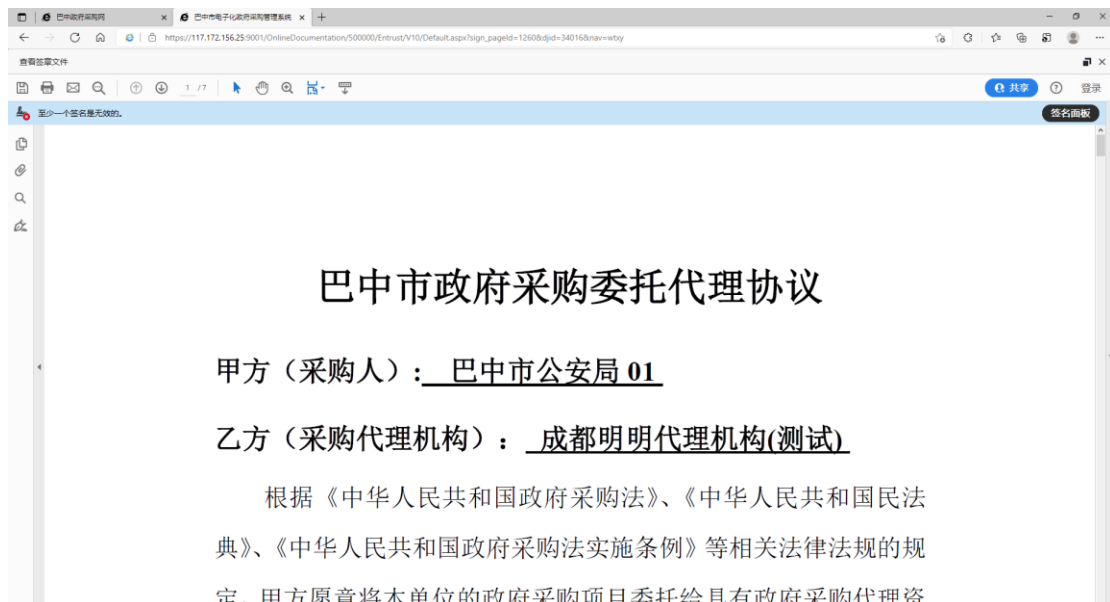 巴中政府采购网
巴中市电子化政府采购管理系统
https://117.172.156.25:9001/OnlineDocumentation/500000/Entrust/V10/Default.aspx?sign_pageId=1260&djid=34016&nav=wtxy
查看签章文件
1 / 7
共享
登录
至少一个签名是无效的。
签名面板
巴中市政府采购委托代理协议
甲方（采购人）: 巴中市公安局 01
乙方（采购代理机构）： 成都明明代理机构(测试)
根据《中华人民共和国政府采购法》、《中华人民共和国民法
典》、《中华人民共和国政府采购法实施条例》等相关法律法规的规
定，甲方愿意将本单位的政府采购项目委托给具有政府采购代理资